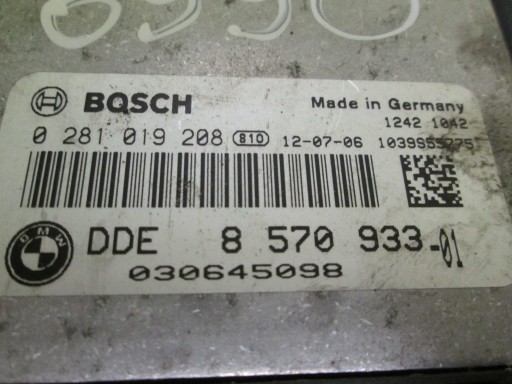 BOSCH
Made in Germany
0 281 019 208 810 12-07-06
1242 1042
BMW DDE 8 570 933-01
030645098